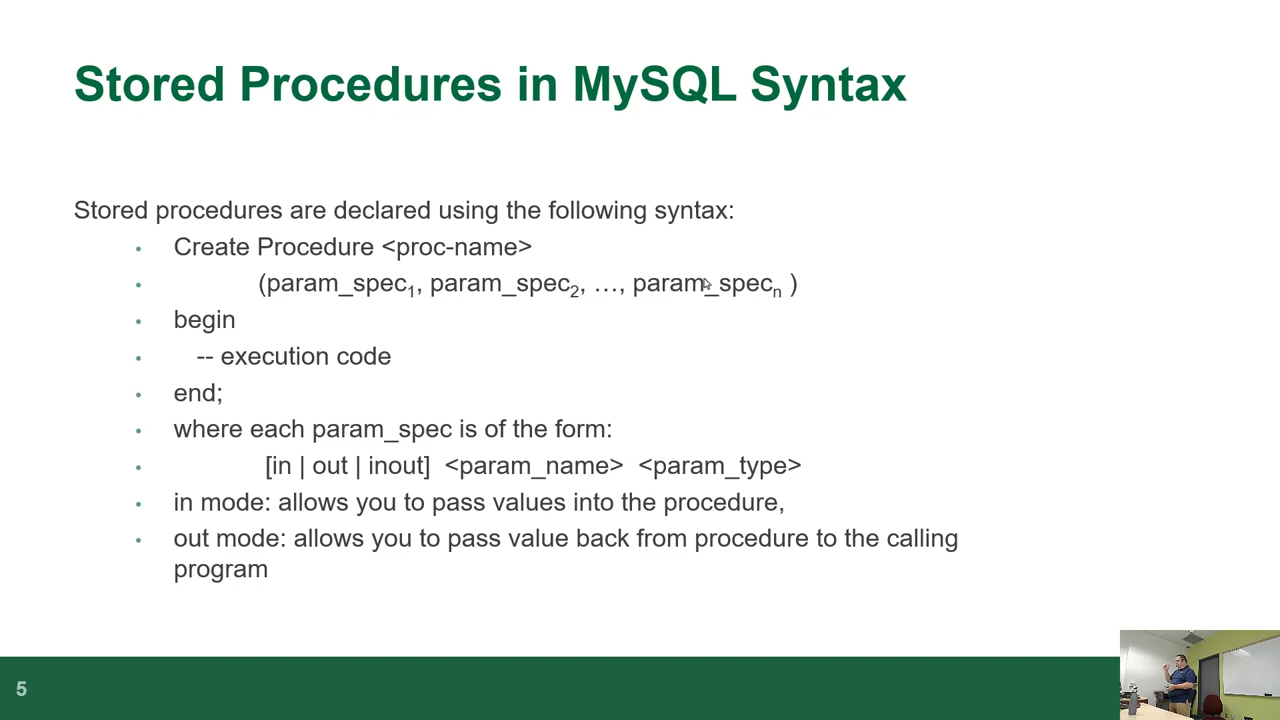 Stored Procedures in MySQL Syntax
Stored procedures are declared using the following syntax:
• Create Procedure <proc-name>
• (param_spec₁, param_spec₂, …, param_specₙ )
• begin
• -- execution code
• end;
• where each param_spec is of the form:
• [in | out | inout] <param_name> <param_type>
• in mode: allows you to pass values into the procedure,
• out mode: allows you to pass value back from procedure to the calling
program
5